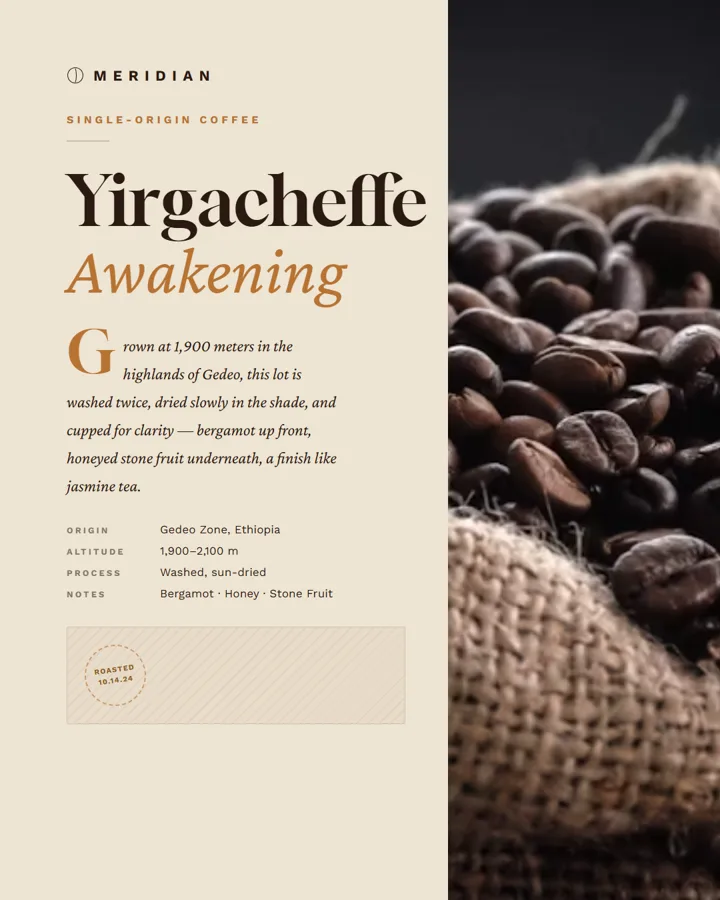 MERIDIAN
SINGLE-ORIGIN COFFEE
Yirgacheffe
Awakening
Grown at 1,900 meters in the
highlands of Gedeo, this lot is
washed twice, dried slowly in the shade, and
cupped for clarity — bergamot up front,
honeyed stone fruit underneath, a finish like
jasmine tea.
ORIGIN Gedeo Zone, Ethiopia
ALTITUDE 1,900–2,100 m
PROCESS Washed, sun-dried
NOTES Bergamot · Honey · Stone Fruit
ROASTED
10.14.24